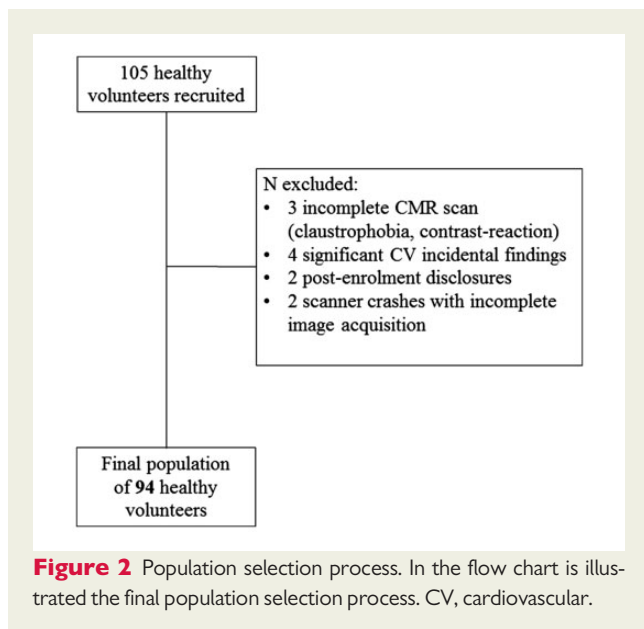 105 healthy
volunteers recruited
N excluded:
• 3 incomplete CMR scan
(claustrophobia, contrast-reaction)
• 4 significant CV incidental findings
• 2 post-enrolment disclosures
• 2 scanner crashes with incomplete
image acquisition
Final population
of 94 healthy
volunteers
Figure 2 Population selection process. In the flow chart is illus-
trated the final population selection process. CV, cardiovascular.